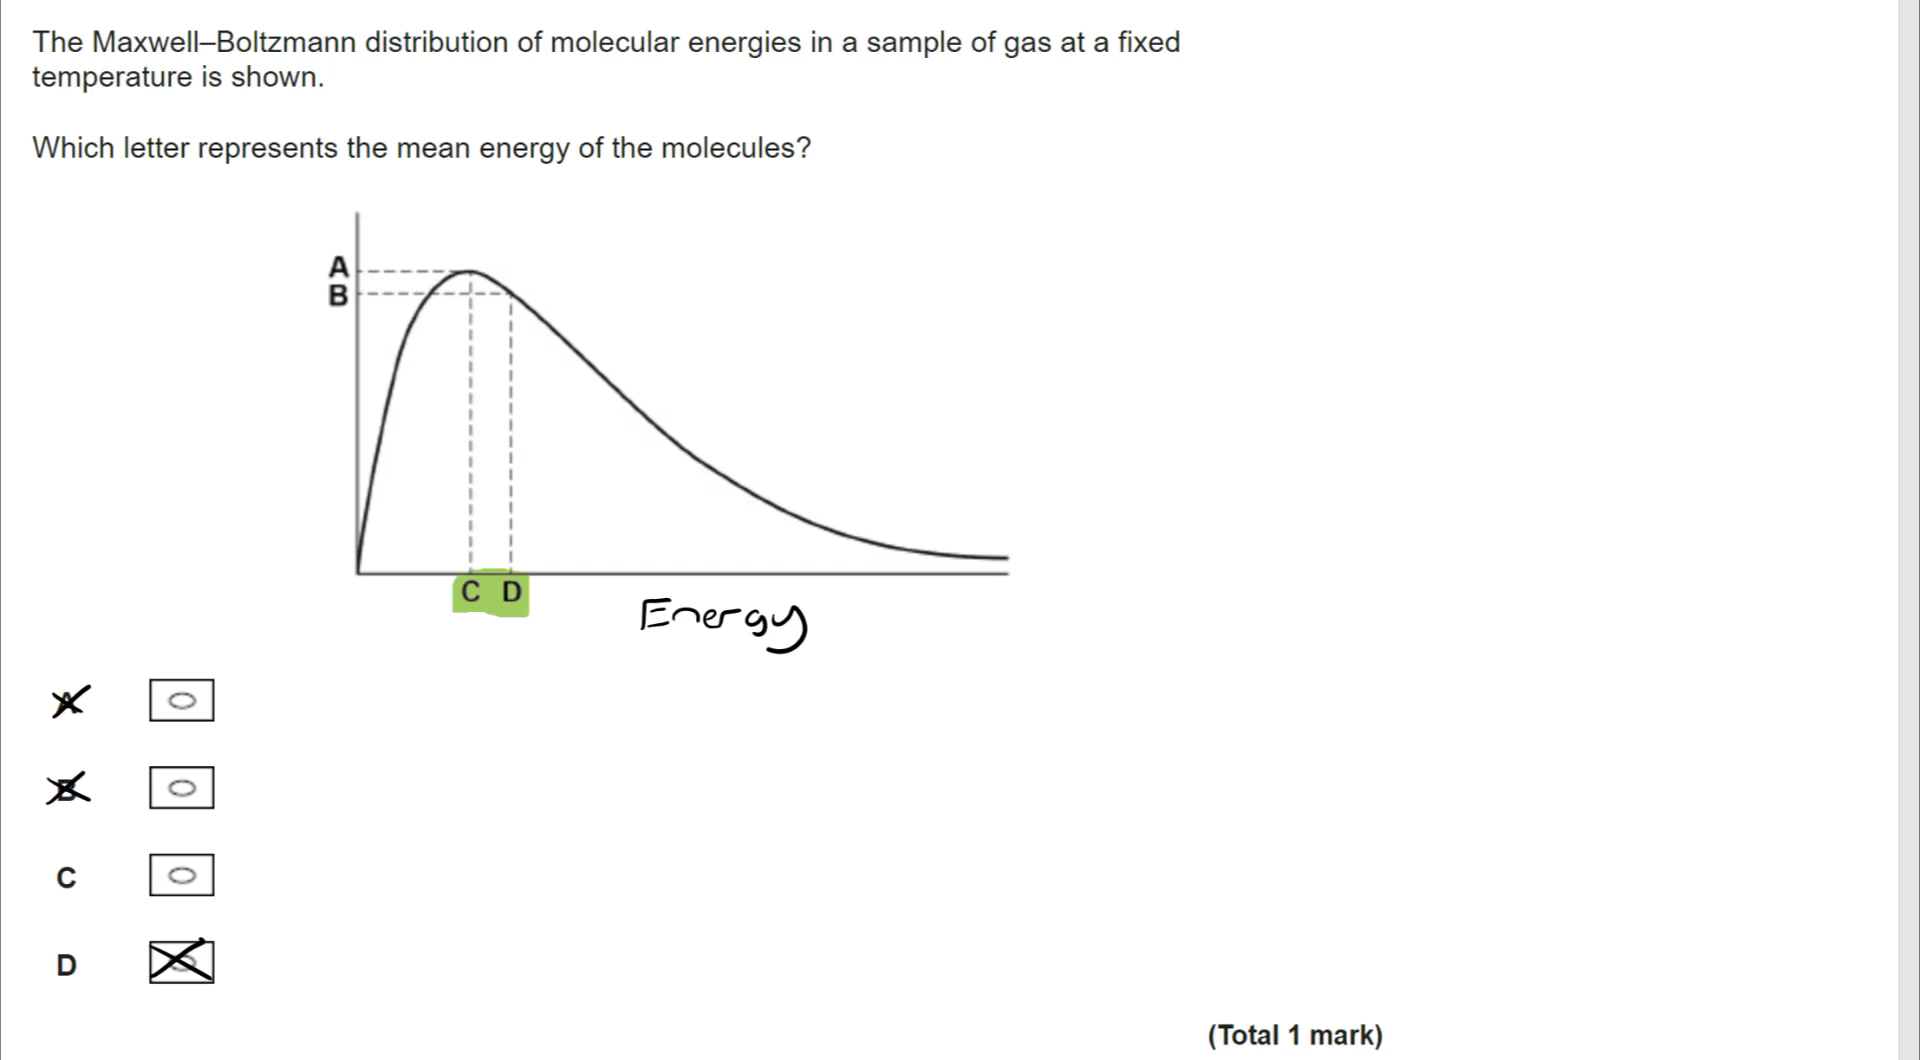 The Maxwell–Boltzmann distribution of molecular energies in a sample of gas at a fixed
temperature is shown.
Which letter represents the mean energy of the molecules?
A
B
C D
Energy
A
B
C
D
(Total 1 mark)